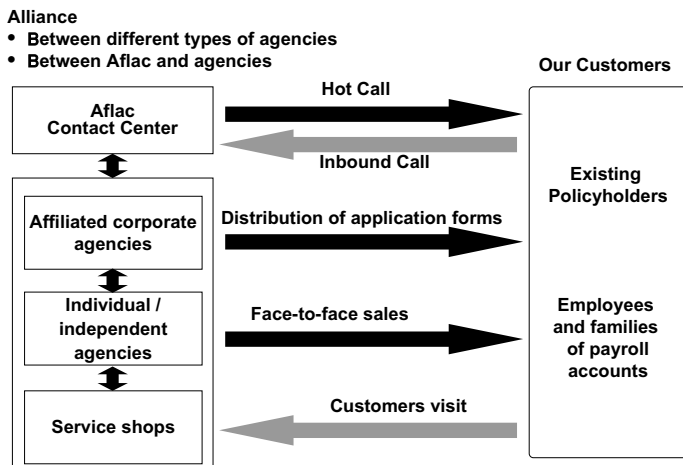 Alliance
• Between different types of agencies
• Between Aflac and agencies
Our Customers
Aflac
Contact Center
Hot Call
Inbound Call
Existing
Policyholders
Affiliated corporate
agencies
Distribution of application forms
Individual /
independent
agencies
Face-to-face sales
Employees
and families
of payroll
accounts
Service shops
Customers visit